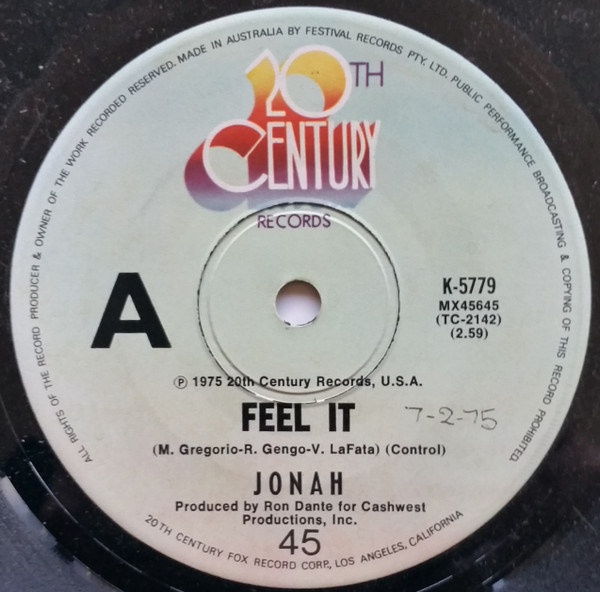 ALL RIGHTS OF THE RECORD PRODUCER & OWNER OF THE WORK RECORDED RESERVED. MADE IN AUSTRALIA BY FESTIVAL RECORDS PTY. LTD. PUBLIC PERFORMANCE BROADCASTING & COPYING OF THIS RECORD PROHIBITED.
20TH
CENTURY
RECORDS
A
K-5779
MX45645
(TC-2142)
(2.59)
℗ 1975 20th Century Records, U.S.A.
FEEL IT
7-2-75
(M. Gregorio-R. Gengo-V. LaFata) (Control)
JONAH
Produced by Ron Dante for Cashwest
Productions, Inc.
45
20TH CENTURY FOX RECORD CORP., LOS ANGELES, CALIFORNIA